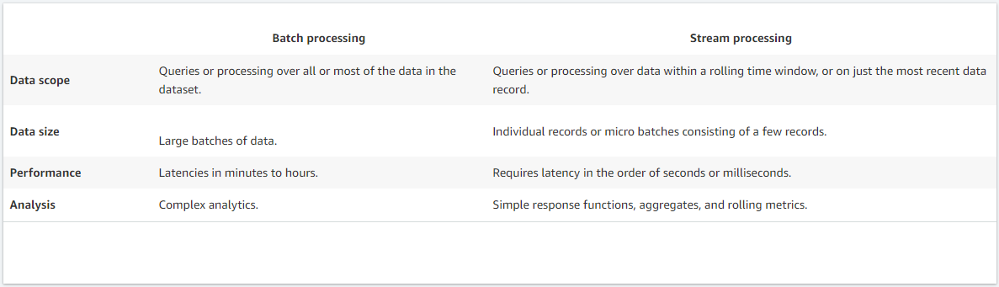 Batch processing Stream processing
Data scope
Queries or processing over all or most of the data in the
dataset.
Queries or processing over data within a rolling time window, or on just the most recent data
record.
Data size
Large batches of data.
Individual records or micro batches consisting of a few records.
Performance
Latencies in minutes to hours.
Requires latency in the order of seconds or milliseconds.
Analysis
Complex analytics.
Simple response functions, aggregates, and rolling metrics.